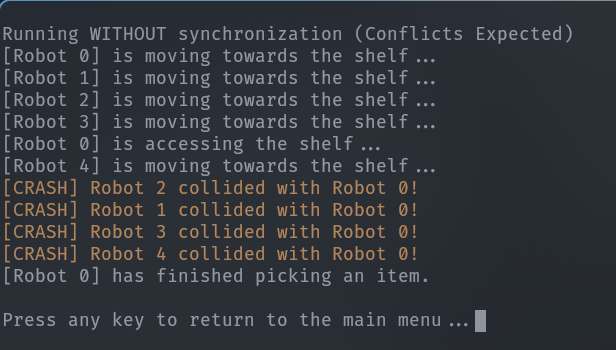 Running WITHOUT synchronization (Conflicts Expected)
[Robot 0] is moving towards the shelf...
[Robot 1] is moving towards the shelf...
[Robot 2] is moving towards the shelf...
[Robot 3] is moving towards the shelf...
[Robot 0] is accessing the shelf...
[Robot 4] is moving towards the shelf...
[CRASH] Robot 2 collided with Robot 0!
[CRASH] Robot 1 collided with Robot 0!
[CRASH] Robot 3 collided with Robot 0!
[CRASH] Robot 4 collided with Robot 0!
[Robot 0] has finished picking an item.
Press any key to return to the main menu...